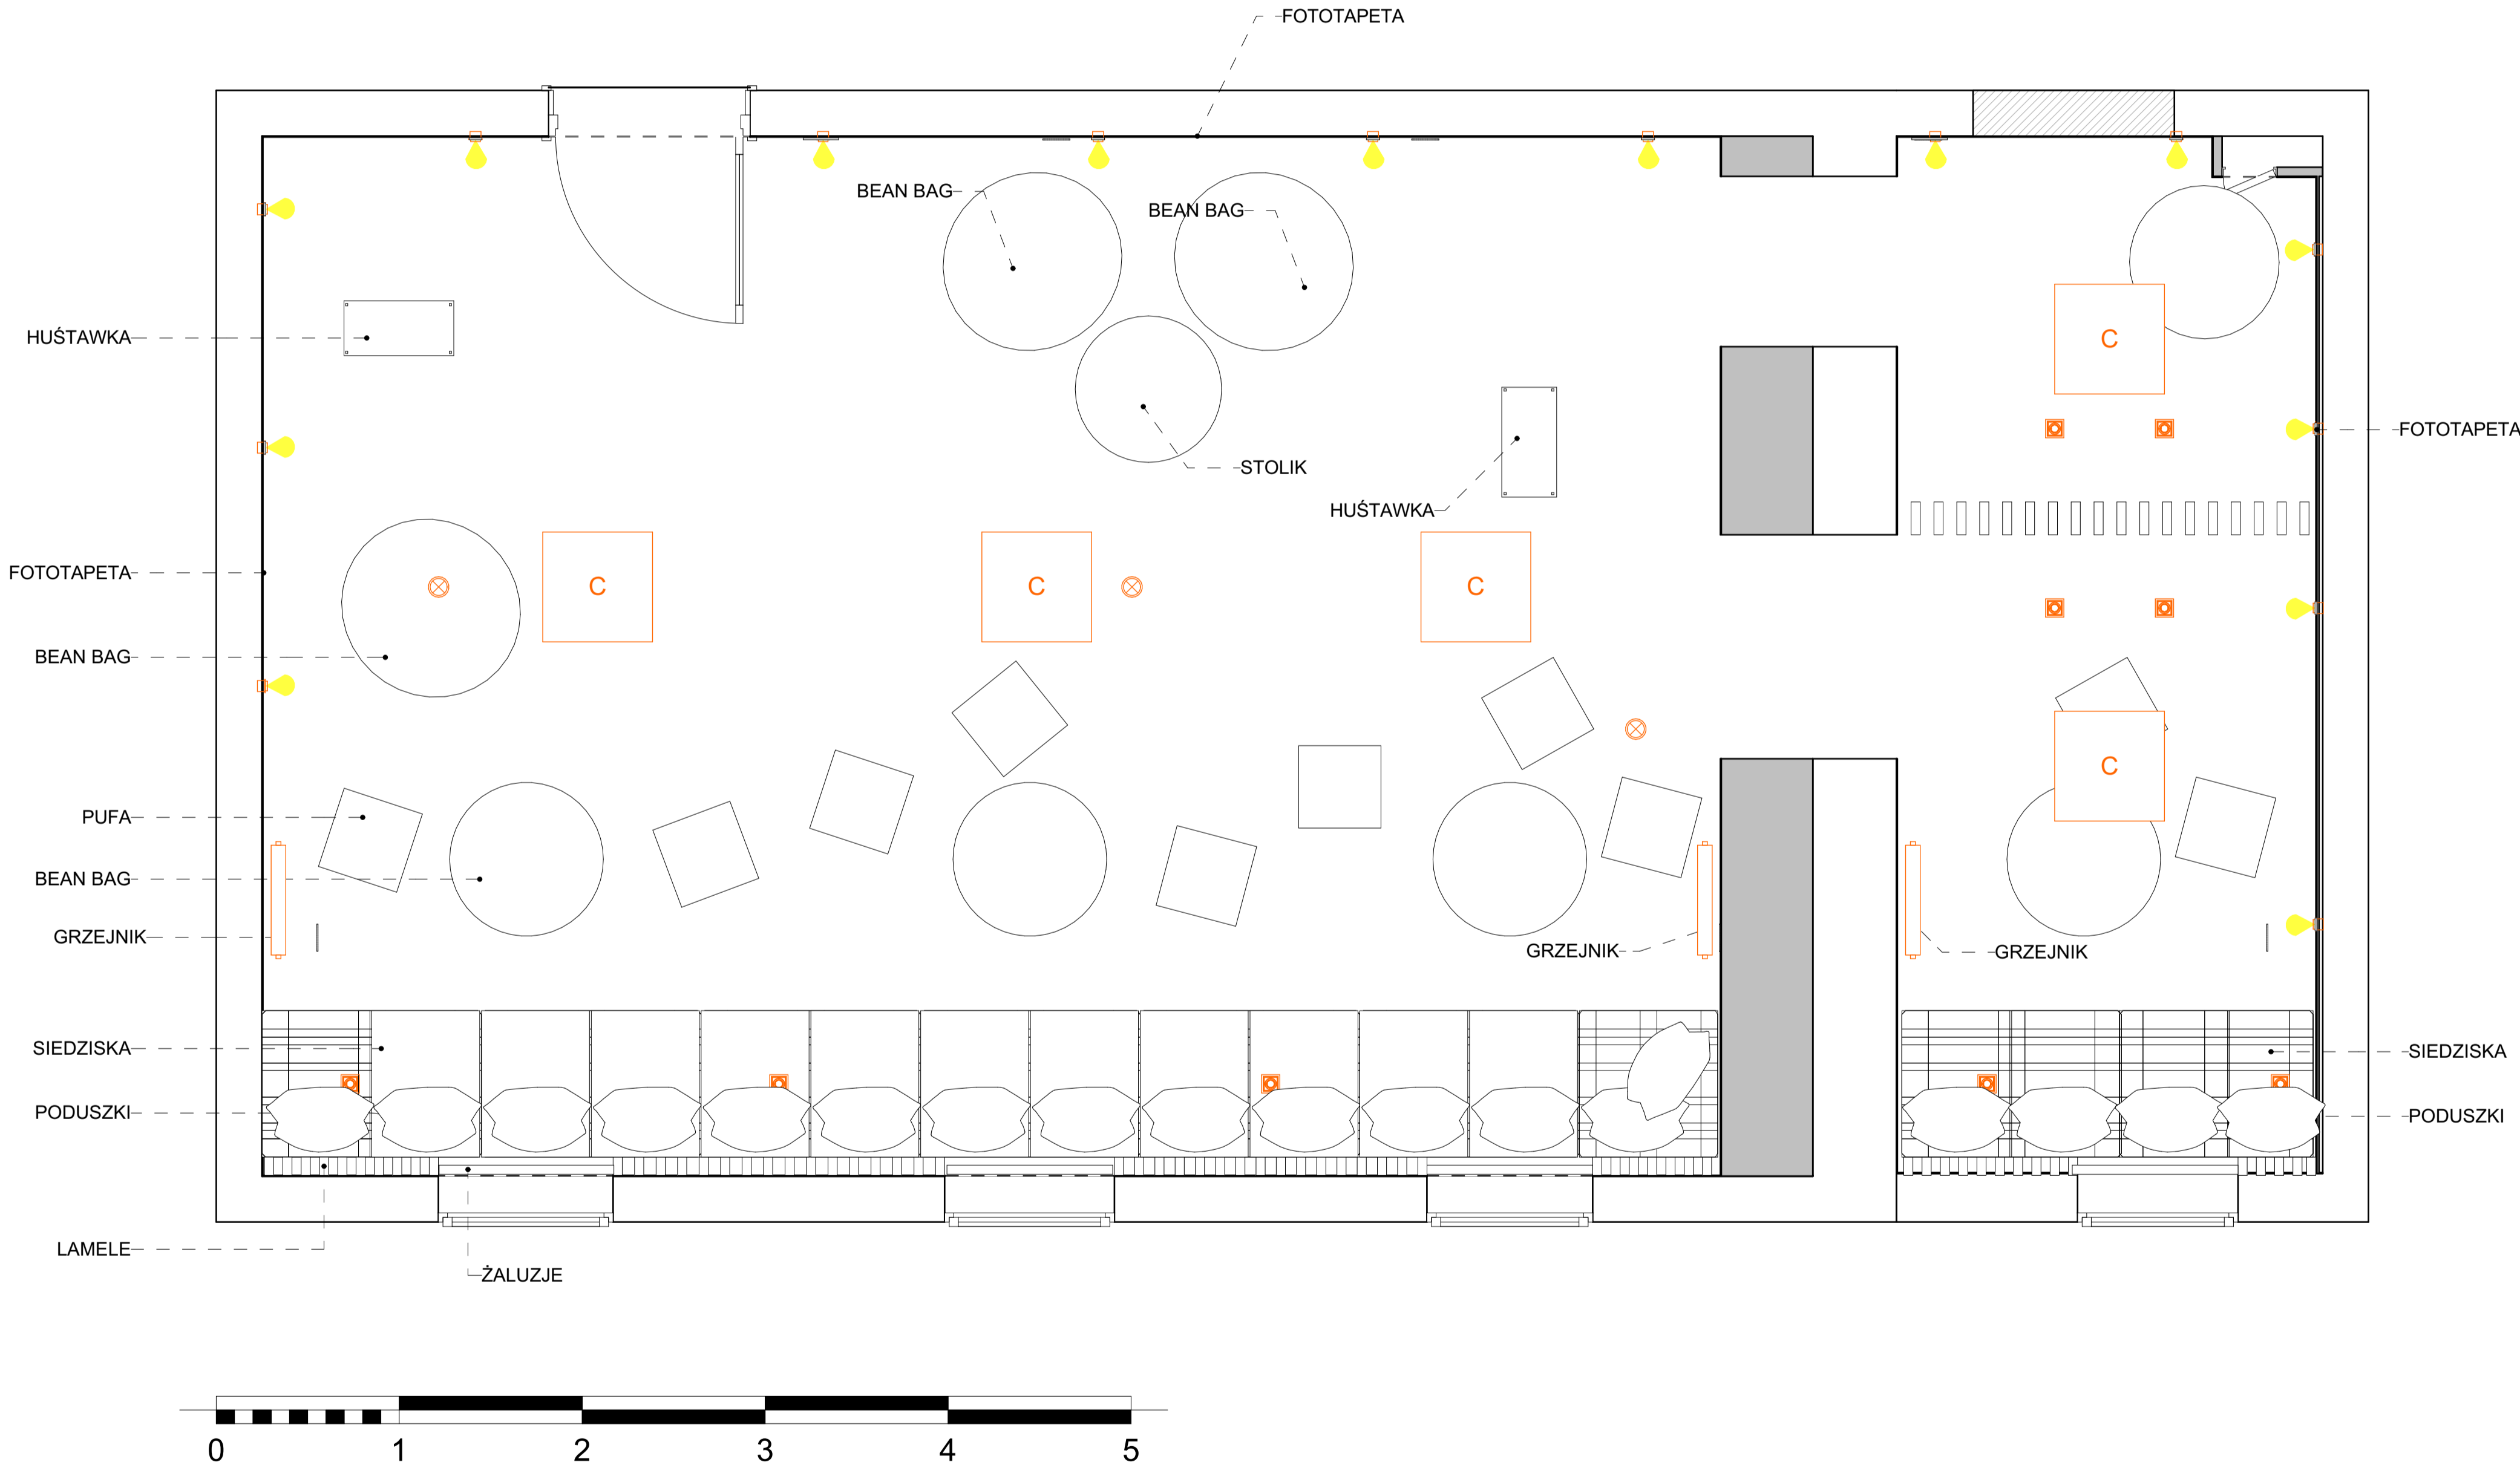 FOTOTAPETA
BEAN BAG
BEAN BAG
HUŚTAWKA
C
FOTOTAPETA
STOLIK
HUŚTAWKA
FOTOTAPETA
C
C
C
BEAN BAG
C
PUFA
BEAN BAG
GRZEJNIK
GRZEJNIK
GRZEJNIK
SIEDZISKA
SIEDZISKA
PODUSZKI
PODUSZKI
LAMELE
ŻALUZJE
0 1 2 3 4 5